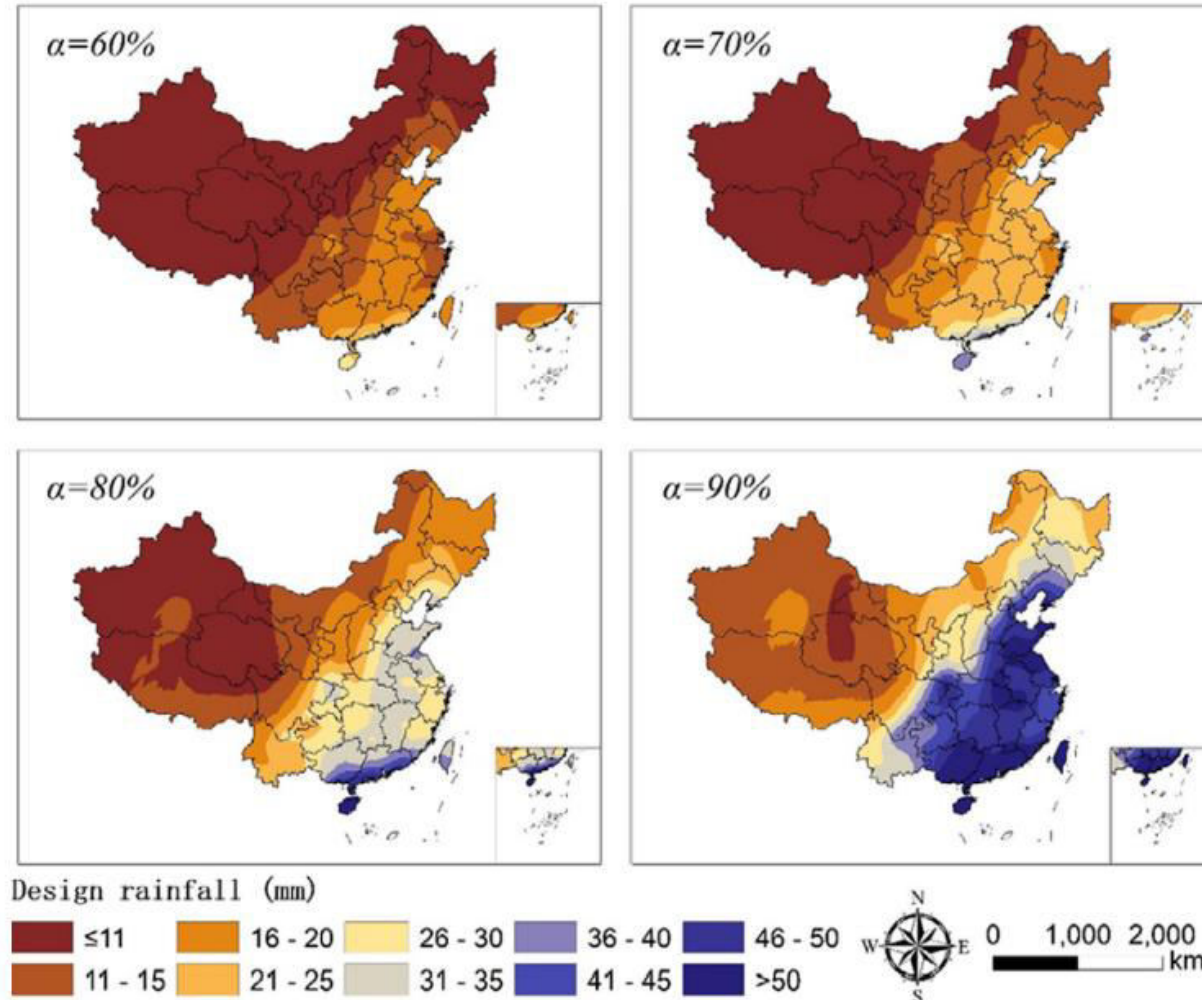 α=60%
α=70%
α=80%
α=90%
Design rainfall (mm)
≤11 16 - 20 26 - 30 36 - 40 46 - 50
11 - 15 21 - 25 31 - 35 41 - 45 >50
N
W E
S
0 1,000 2,000
km